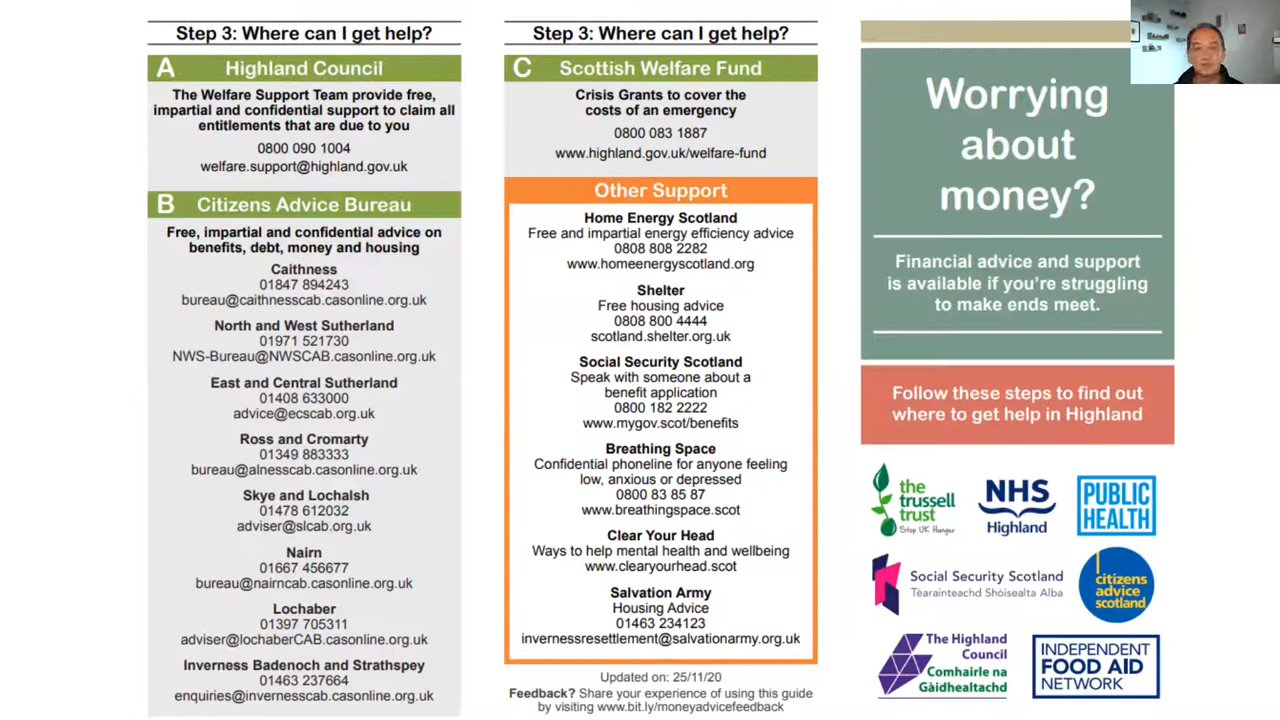 Step 3: Where can I get help?
A Highland Council
The Welfare Support Team provide free,
impartial and confidential support to claim all
entitlements that are due to you
0800 090 1004
welfare.support@highland.gov.uk
B Citizens Advice Bureau
Free, impartial and confidential advice on
benefits, debt, money and housing
Caithness
01847 894243
bureau@caithnesscab.casonline.org.uk
North and West Sutherland
01971 521730
NWS-Bureau@NWSCAB.casonline.org.uk
East and Central Sutherland
01408 633000
advice@ecscab.org.uk
Ross and Cromarty
01349 883333
bureau@alnesscab.casonline.org.uk
Skye and Lochalsh
01478 612032
adviser@slcab.org.uk
Nairn
01667 456677
bureau@nairncab.casonline.org.uk
Lochaber
01397 705311
adviser@lochaberCAB.casonline.org.uk
Inverness Badenoch and Strathspey
01463 237664
enquiries@invernesscab.casonline.org.uk
Step 3: Where can I get help?
C Scottish Welfare Fund
Crisis Grants to cover the
costs of an emergency
0800 083 1887
www.highland.gov.uk/welfare-fund
Other Support
Home Energy Scotland
Free and impartial energy efficiency advice
0808 808 2282
www.homeenergyscotland.org
Shelter
Free housing advice
0808 800 4444
scotland.shelter.org.uk
Social Security Scotland
Speak with someone about a
benefit application
0800 182 2222
www.mygov.scot/benefits
Breathing Space
Confidential phoneline for anyone feeling
low, anxious or depressed
0800 83 85 87
www.breathingspace.scot
Clear Your Head
Ways to help mental health and wellbeing
www.clearyourhead.scot
Salvation Army
Housing Advice
01463 234123
invernessresettlement@salvationarmy.org.uk
Updated on: 25/11/20
Feedback? Share your experience of using this guide
by visiting www.bit.ly/moneyadvicefeedback
Worrying
about
money?
Financial advice and support
is available if you're struggling
to make ends meet.
Follow these steps to find out
where to get help in Highland
the
trussell
trust
Stop UK Hunger
NHS
Highland
PUBLIC
HEALTH
Social Security Scotland
Tèarainteachd Shòisealta Alba
citizens
advice
scotland
The Highland
Council
Comhairle na
Gàidhealtachd
INDEPENDENT
FOOD AID
NETWORK